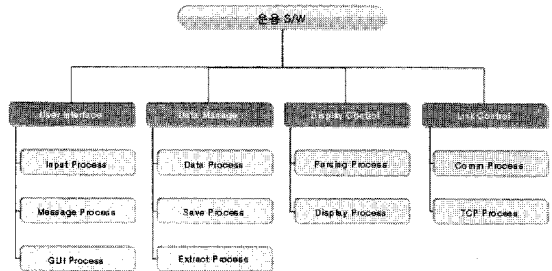 운용 S/W
User Interface
Data Manage
Display Control
Link Control
Input Process
Data Process
Parsing Process
Comm Process
Message Process
Save Process
Display Process
TCP Process
GUI Process
Extract Process